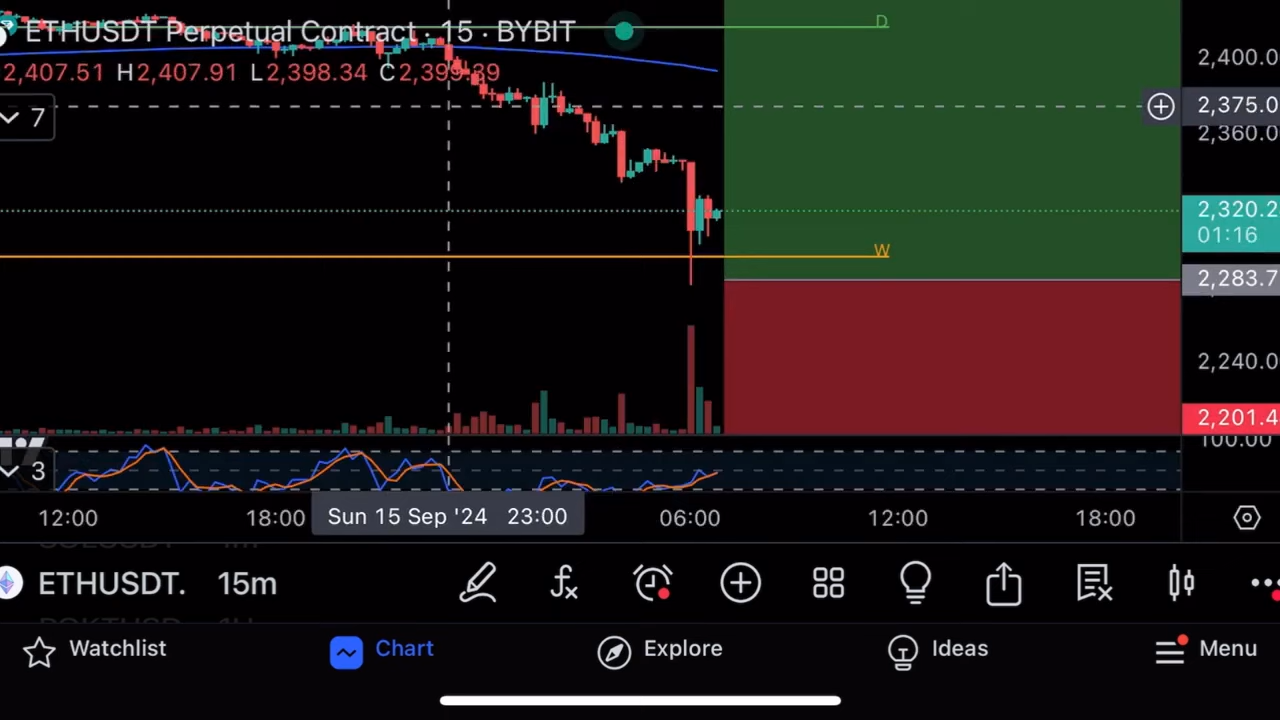 ETHUSDT Perpetual Contract · 15 · BYBIT
D
2,400.0
2,407.51 H2,407.91 L2,398.34 C2,399.39
7
2,375.0
2,360.0
2,320.2
01:16
W
2,283.7
2,240.0
2,201.4
100.00
3
12:00 18:00 Sun 15 Sep '24 23:00 06:00 12:00 18:00
ETHUSDT. 15m
Watchlist Chart Explore Ideas Menu